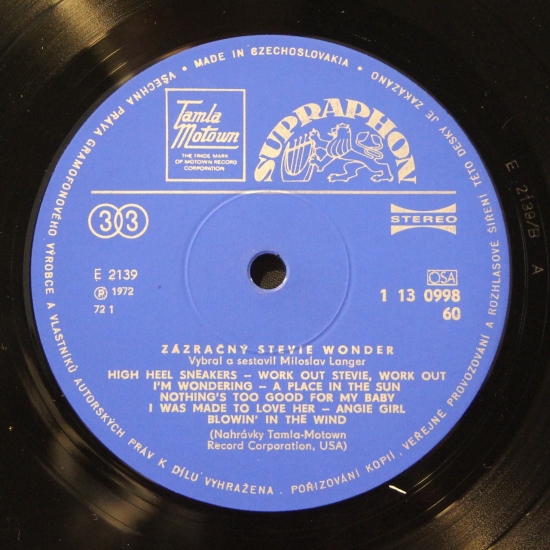 • MADE IN CZECHOSLOVAKIA •
VŠECHNA PRÁVA GRAMOFONOVÉHO VÝROBCE A VLASTNÍKŮ AUTORSKÝCH PRÁV K DÍLU VYHRAŽENA. POŘIZOVÁNÍ KOPIÍ, VEŘEJNÉ PROVOZOVÁNÍ A ROZHLASOVÉ ŠÍŘENÍ TÉTO DESKY JE ZAKÁZÁNO
Tamla
Motown
THE TRADE MARK
OF MOTOWN RECORD
CORPORATION
SUPRAPHON
33
STEREO
E 2139
Ⓟ 1972
72 1
OSA
1 13 0998
60
ZÁZRAČNÝ STEVIE WONDER
Vybral a sestavil Miloslav Langer
HIGH HEEL SNEAKERS – WORK OUT STEVIE, WORK OUT
I'M WONDERING – A PLACE IN THE SUN
NOTHING'S TOO GOOD FOR MY BABY
I WAS MADE TO LOVE HER – ANGIE GIRL
BLOWIN' IN THE WIND
(Nahrávky Tamla-Motown
Record Corporation, USA)
E 2139/B A